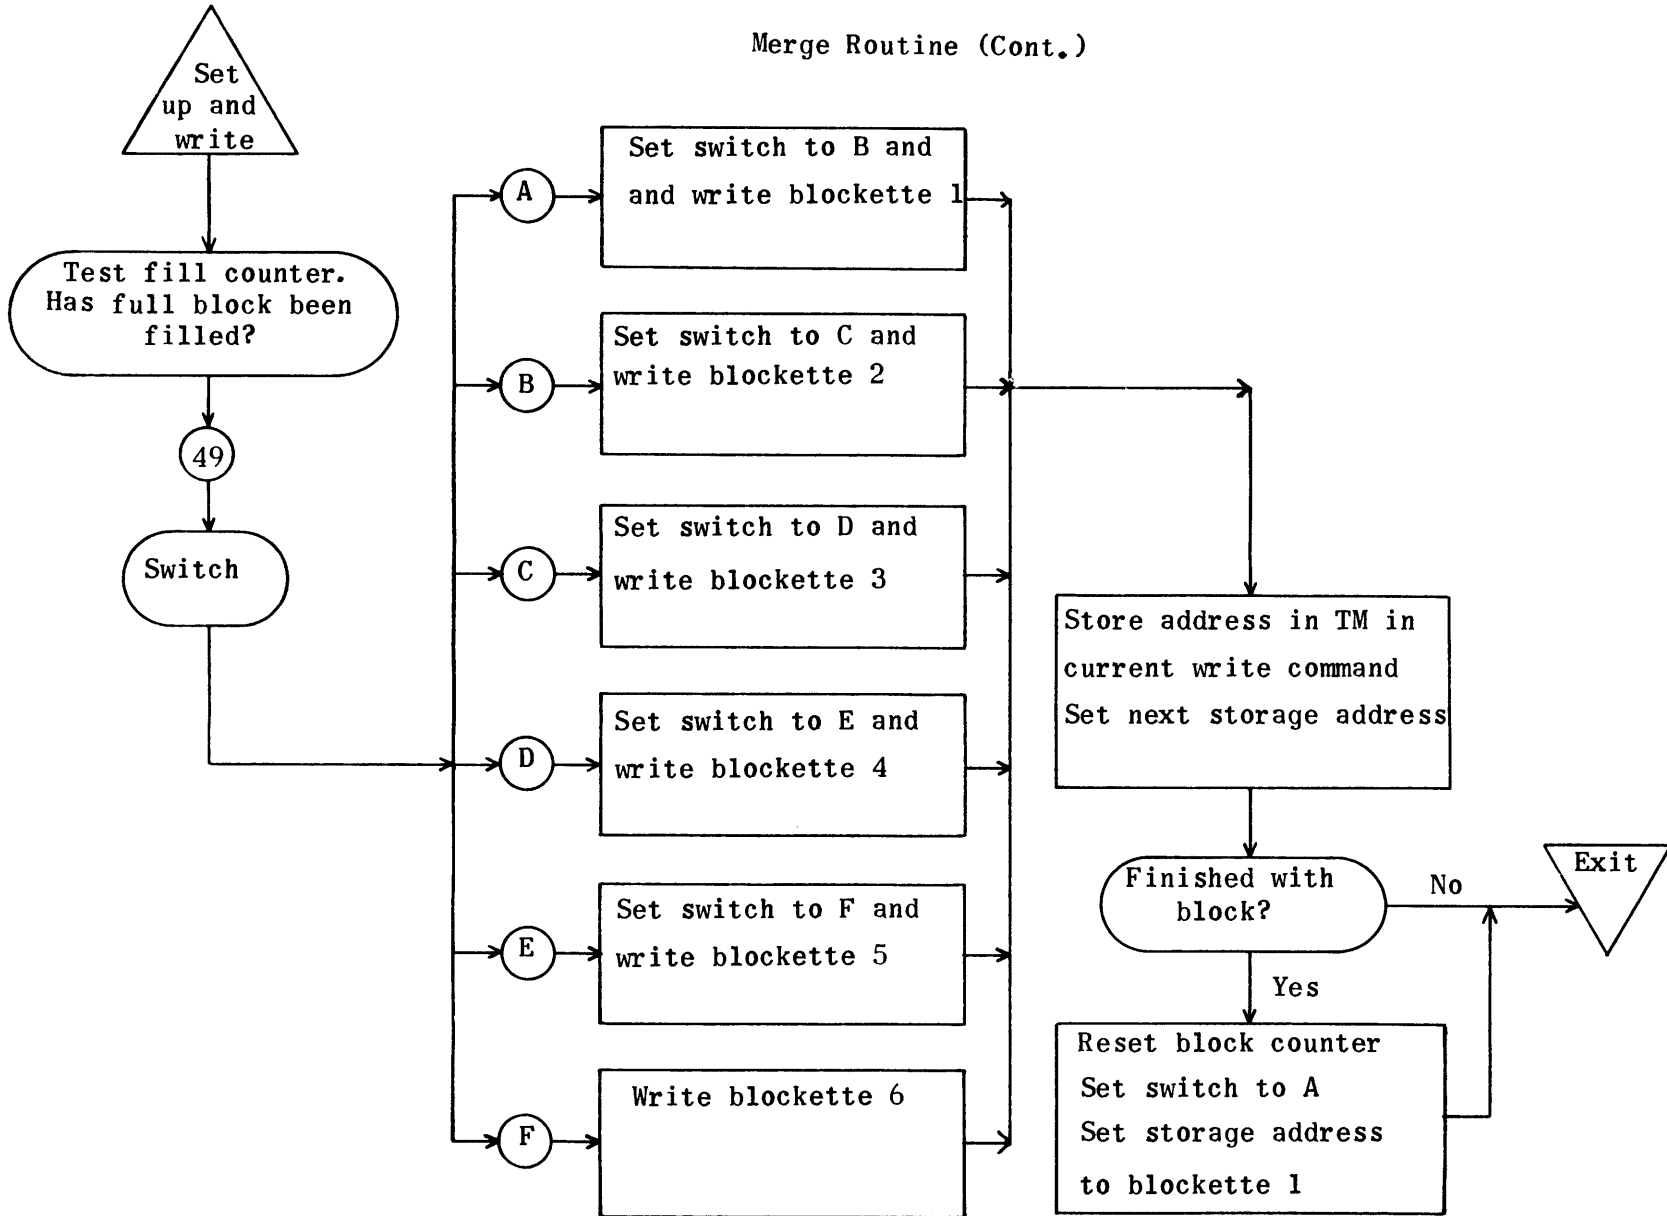 Merge Routine (Cont.)
Set
up and
write
Test fill counter.
Has full block been
filled?
49
Switch
A
Set switch to B and
and write blockette 1
B
Set switch to C and
write blockette 2
C
Set switch to D and
write blockette 3
D
Set switch to E and
write blockette 4
E
Set switch to F and
write blockette 5
F
Write blockette 6
Store address in TM in
current write command
Set next storage address
Finished with
block?
No
Exit
Yes
Reset block counter
Set switch to A
Set storage address
to blockette 1